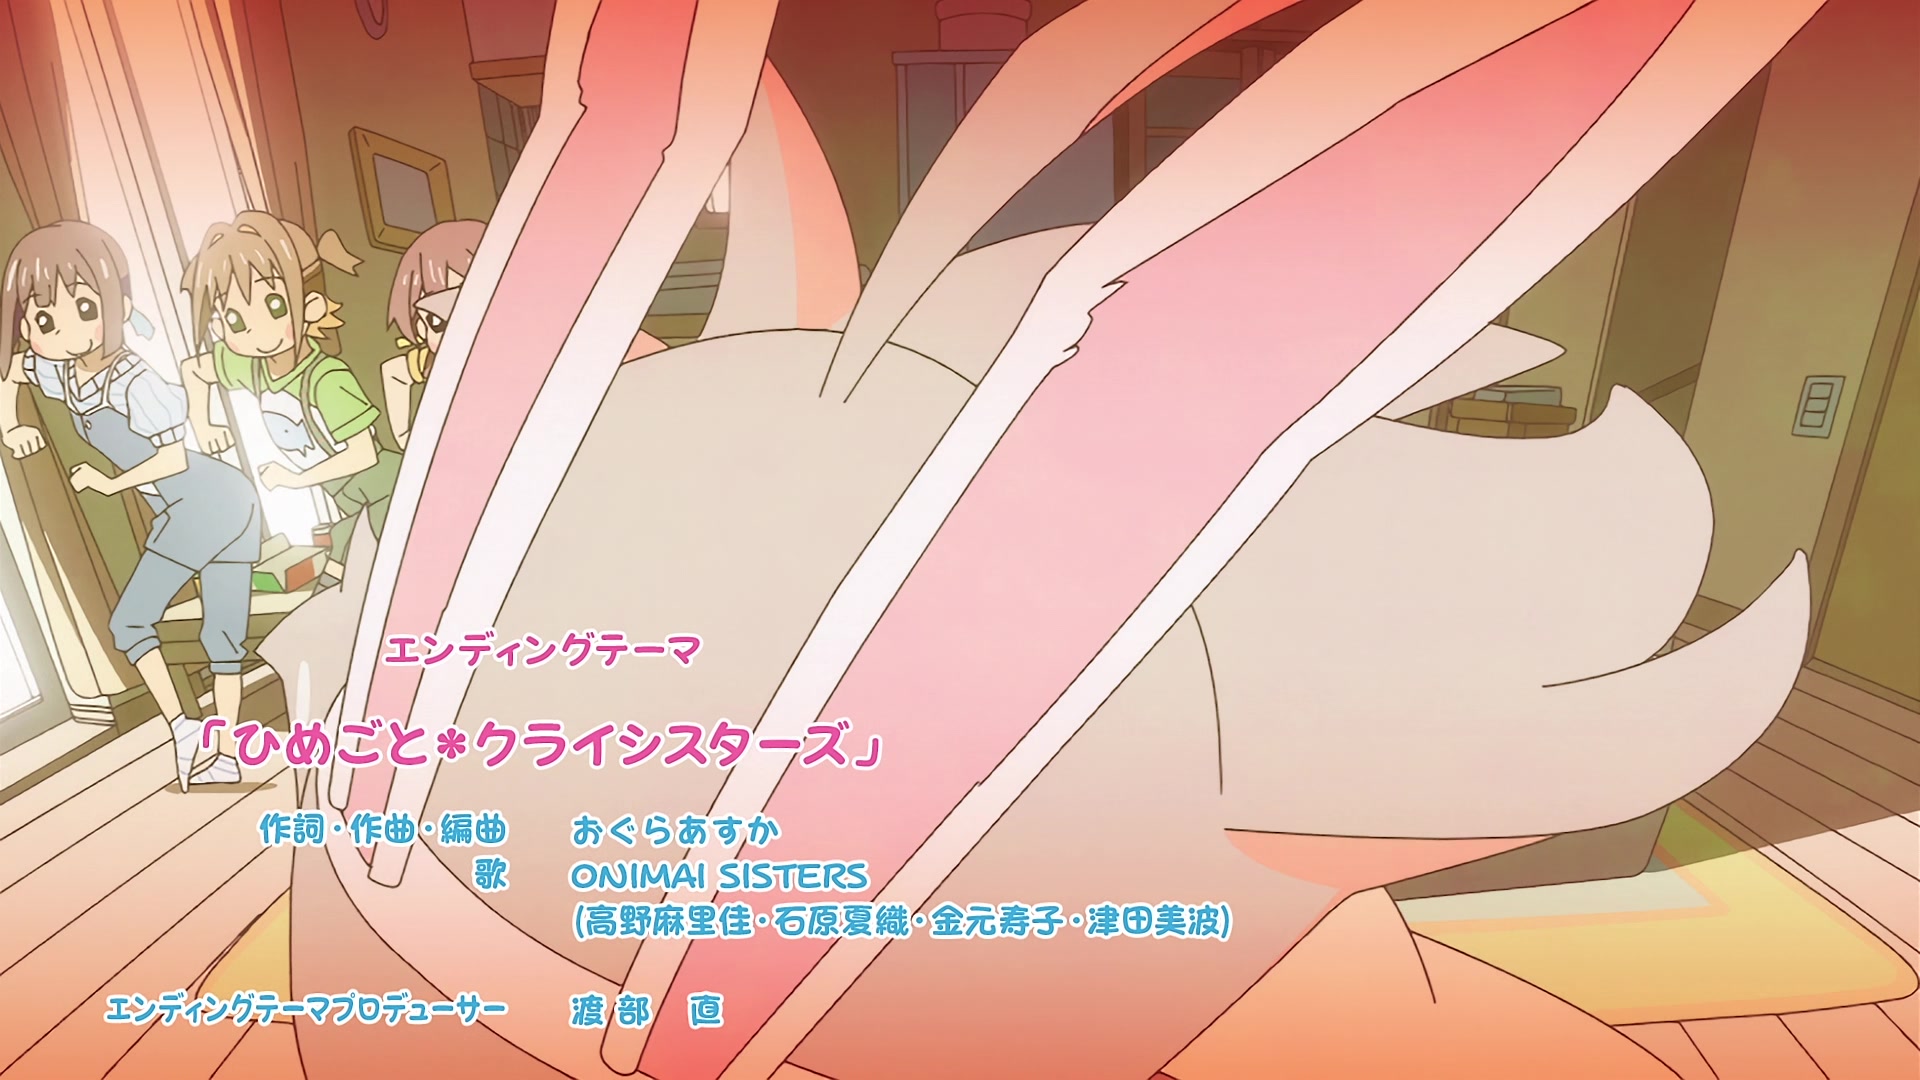 エンディングテーマ
「ひめごと*クライシスターズ」
作詞・作曲・編曲 おぐらあすか
歌 ONIMAI SISTERS
(高野麻里佳・石原夏織・金元寿子・津田美波)
エンディングテーマプロデューサー 渡部 直